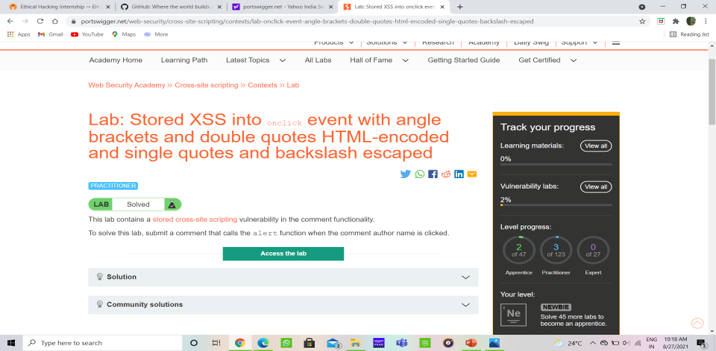 Ethical Hacking Internship
GitHub: Where the world builds
portswigger.net - Yahoo India Se
Lab: Stored XSS into onclick eve
portswigger.net/web-security/cross-site-scripting/contexts/lab-onclick-event-angle-brackets-double-quotes-html-encoded-single-quotes-backslash-escaped
Apps Gmail YouTube Maps More Reading list
Products Solutions Research Academy Daily Swig Support
Academy Home Learning Path Latest Topics All Labs Hall of Fame Getting Started Guide Get Certified
Web Security Academy » Cross-site scripting » Contexts » Lab
Lab: Stored XSS into onclick event with angle
brackets and double quotes HTML-encoded
and single quotes and backslash escaped
PRACTITIONER
LAB Solved
This lab contains a stored cross-site scripting vulnerability in the comment functionality.
To solve this lab, submit a comment that calls the alert function when the comment author name is clicked.
Access the lab
Solution
Community solutions
Track your progress
Learning materials: View all
0%
Vulnerability labs: View all
2%
Level progress:
2 3 0
of 47 of 123 of 27
Apprentice Practitioner Expert
Your level:
Ne
NEWBIE
Solve 45 more labs to
become an apprentice.
Type here to search
24°C
ENG
IN
10:18 AM
8/27/2021